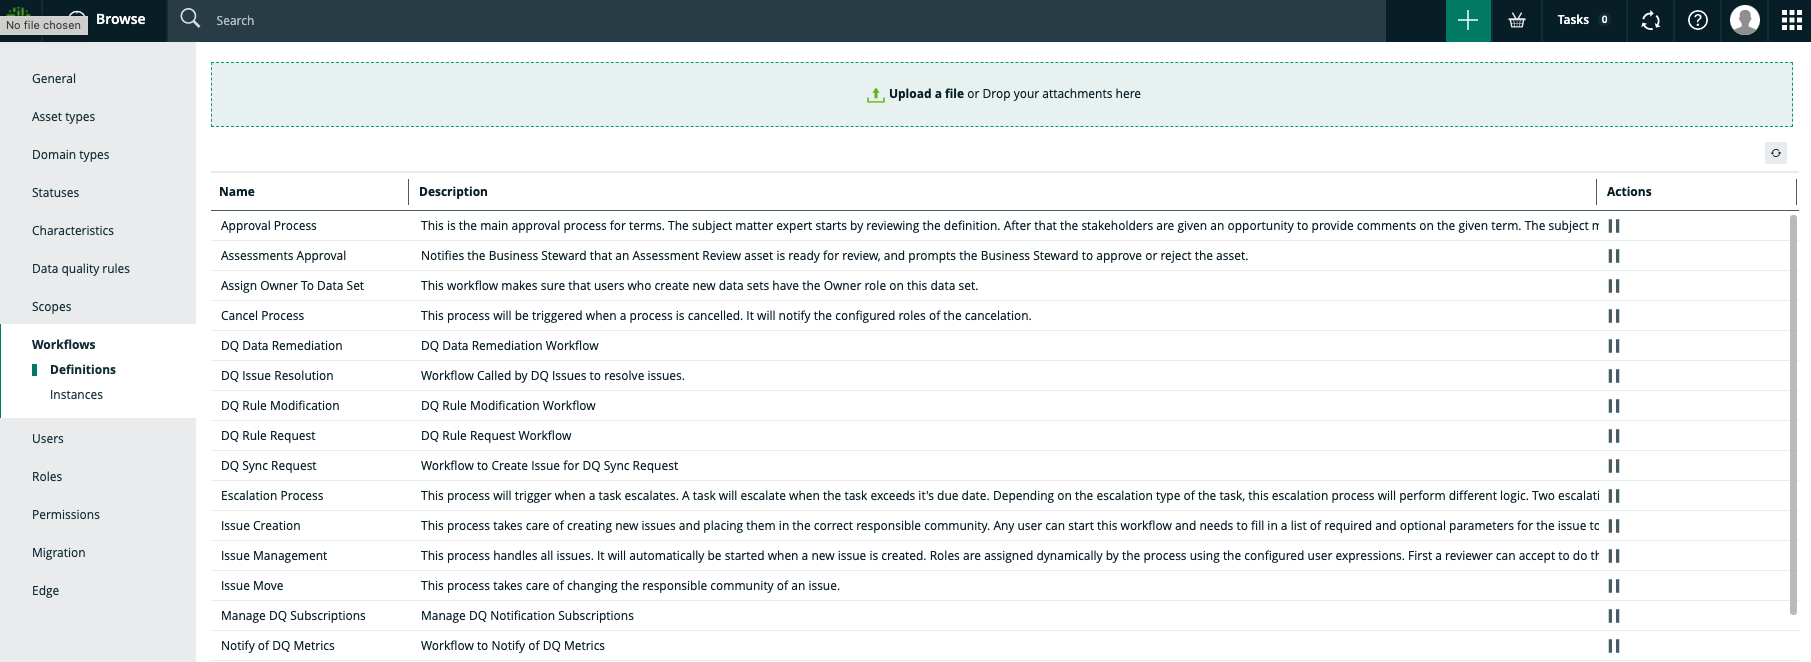 No file chosen
Browse
Search
Tasks 0
General
Asset types
Domain types
Statuses
Characteristics
Data quality rules
Scopes
Workflows
Definitions
Instances
Users
Roles
Permissions
Migration
Edge
Upload a file or Drop your attachments here
Name Description Actions
Approval Process This is the main approval process for terms. The subject matter expert starts by reviewing the definition. After that the stakeholders are given an opportunity to provide comments on the given term. The subject
Assessments Approval Notifies the Business Steward that an Assessment Review asset is ready for review, and prompts the Business Steward to approve or reject the asset.
Assign Owner To Data Set This workflow makes sure that users who create new data sets have the Owner role on this data set.
Cancel Process This process will be triggered when a process is cancelled. It will notify the configured roles of the cancelation.
DQ Data Remediation DQ Data Remediation Workflow
DQ Issue Resolution Workflow Called by DQ Issues to resolve issues.
DQ Rule Modification DQ Rule Modification Workflow
DQ Rule Request DQ Rule Request Workflow
DQ Sync Request Workflow to Create Issue for DQ Sync Request
Escalation Process This process will trigger when a task escalates. A task will escalate when the task exceeds it's due date. Depending on the escalation type of the task, this escalation process will perform different logic. Two escalati
Issue Creation This process takes care of creating new issues and placing them in the correct responsible community. Any user can start this workflow and needs to fill in a list of required and optional parameters for the issue to
Issue Management This process handles all issues. It will automatically be started when a new issue is created. Roles are assigned dynamically by the process using the configured user expressions. First a reviewer can accept to do th
Issue Move This process takes care of changing the responsible community of an issue.
Manage DQ Subscriptions Manage DQ Notification Subscriptions
Notify of DQ Metrics Workflow to Notify of DQ Metrics